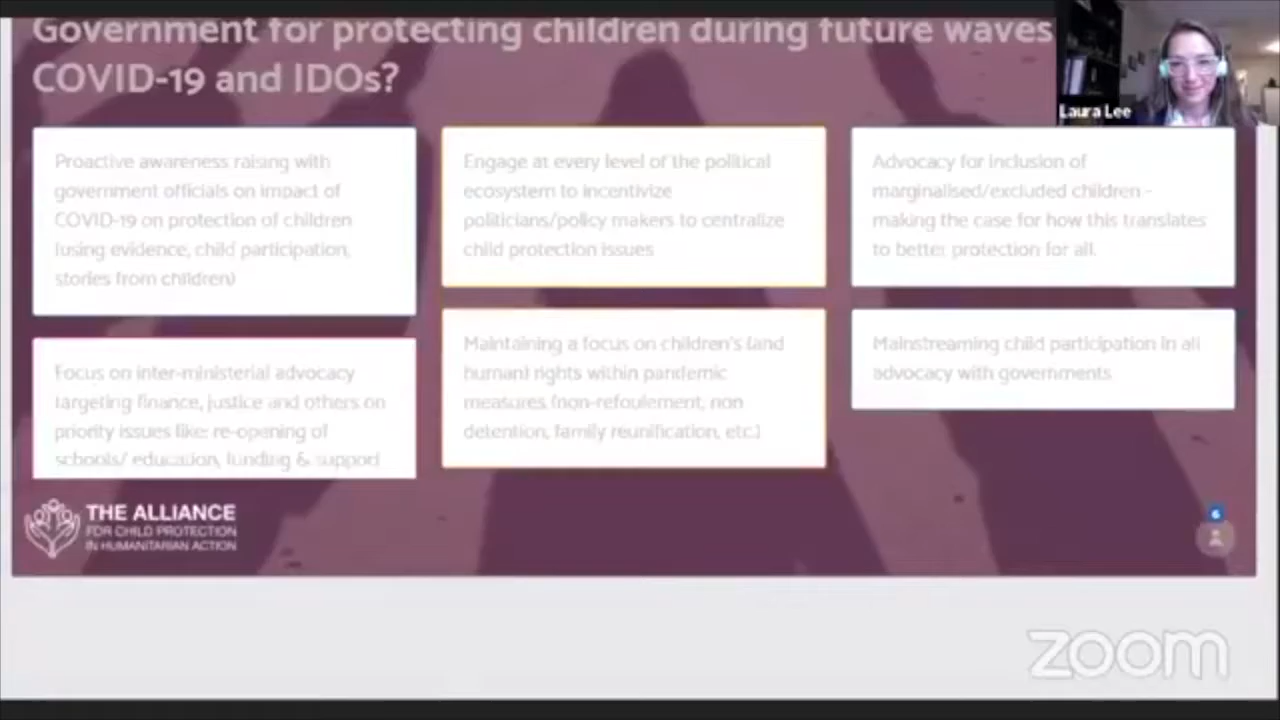 Government for protecting children during future waves
COVID-19 and IDOs?
Laura Lee
Proactive awareness raising with
government officials on impact of
COVID-19 on protection of children
(using evidence, child participation,
stories from children)
Engage at every level of the political
ecosystem to incentivize
politicians/policy makers to centralize
child protection issues
Advocacy for inclusion of
marginalised/excluded children -
making the case for how this translates
to better protection for all.
Focus on inter-ministerial advocacy
targeting finance, justice and others on
priority issues like: re-opening of
schools/ education, funding & support
Maintaining a focus on children's (and
human) rights within pandemic
measures (non-refoulement, non
detention, family reunification, etc.)
Mainstreaming child participation in all
advocacy with governments
THE ALLIANCE
FOR CHILD PROTECTION
IN HUMANITARIAN ACTION
6
zoom